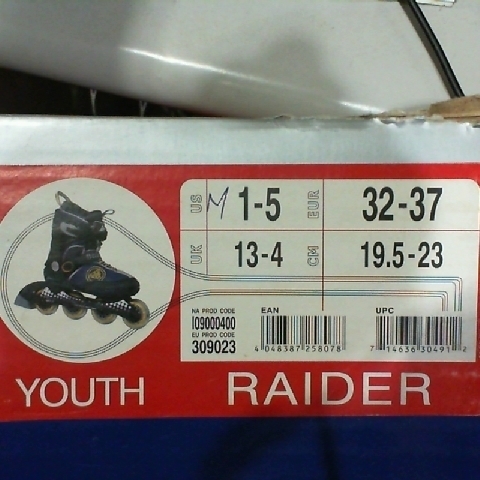 US M 1-5 EUR 32-37
UK 13-4 CM 19.5-23
NA PROD CODE EAN UPC
I09000400
EU PROD CODE
309023 4 048387 258078 7 14636 30491 2
YOUTH RAIDER